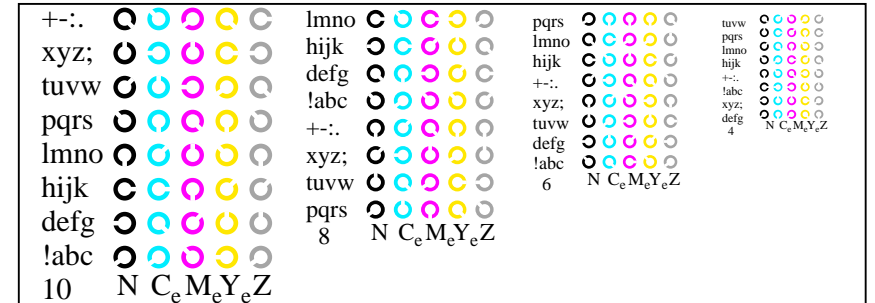 +-:.
xyz;
tuvw
pqrs
lmno
hijk
defg
!abc
10 N CeMeYeZ
lmno
hijk
defg
!abc
+-:.
xyz;
tuvw
pqrs
8 N CeMeYeZ
pqrs
lmno
hijk
+-:.
xyz;
tuvw
defg
!abc
6 N CeMeYeZ
tuvw
pqrs
lmno
hijk
+-:.
!abc
xyz;
defg
4 N CeMeYeZ